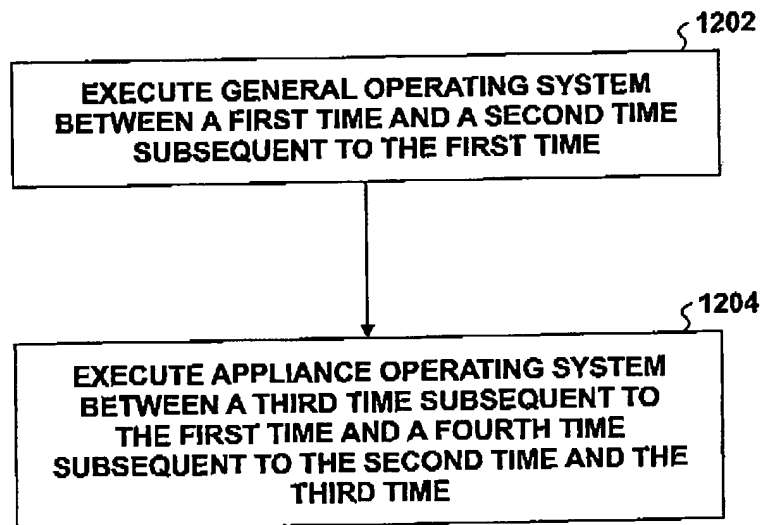 1202
EXECUTE GENERAL OPERATING SYSTEM
BETWEEN A FIRST TIME AND A SECOND TIME
SUBSEQUENT TO THE FIRST TIME
1204
EXECUTE APPLIANCE OPERATING SYSTEM
BETWEEN A THIRD TIME SUBSEQUENT TO
THE FIRST TIME AND A FOURTH TIME
SUBSEQUENT TO THE SECOND TIME AND THE
THIRD TIME